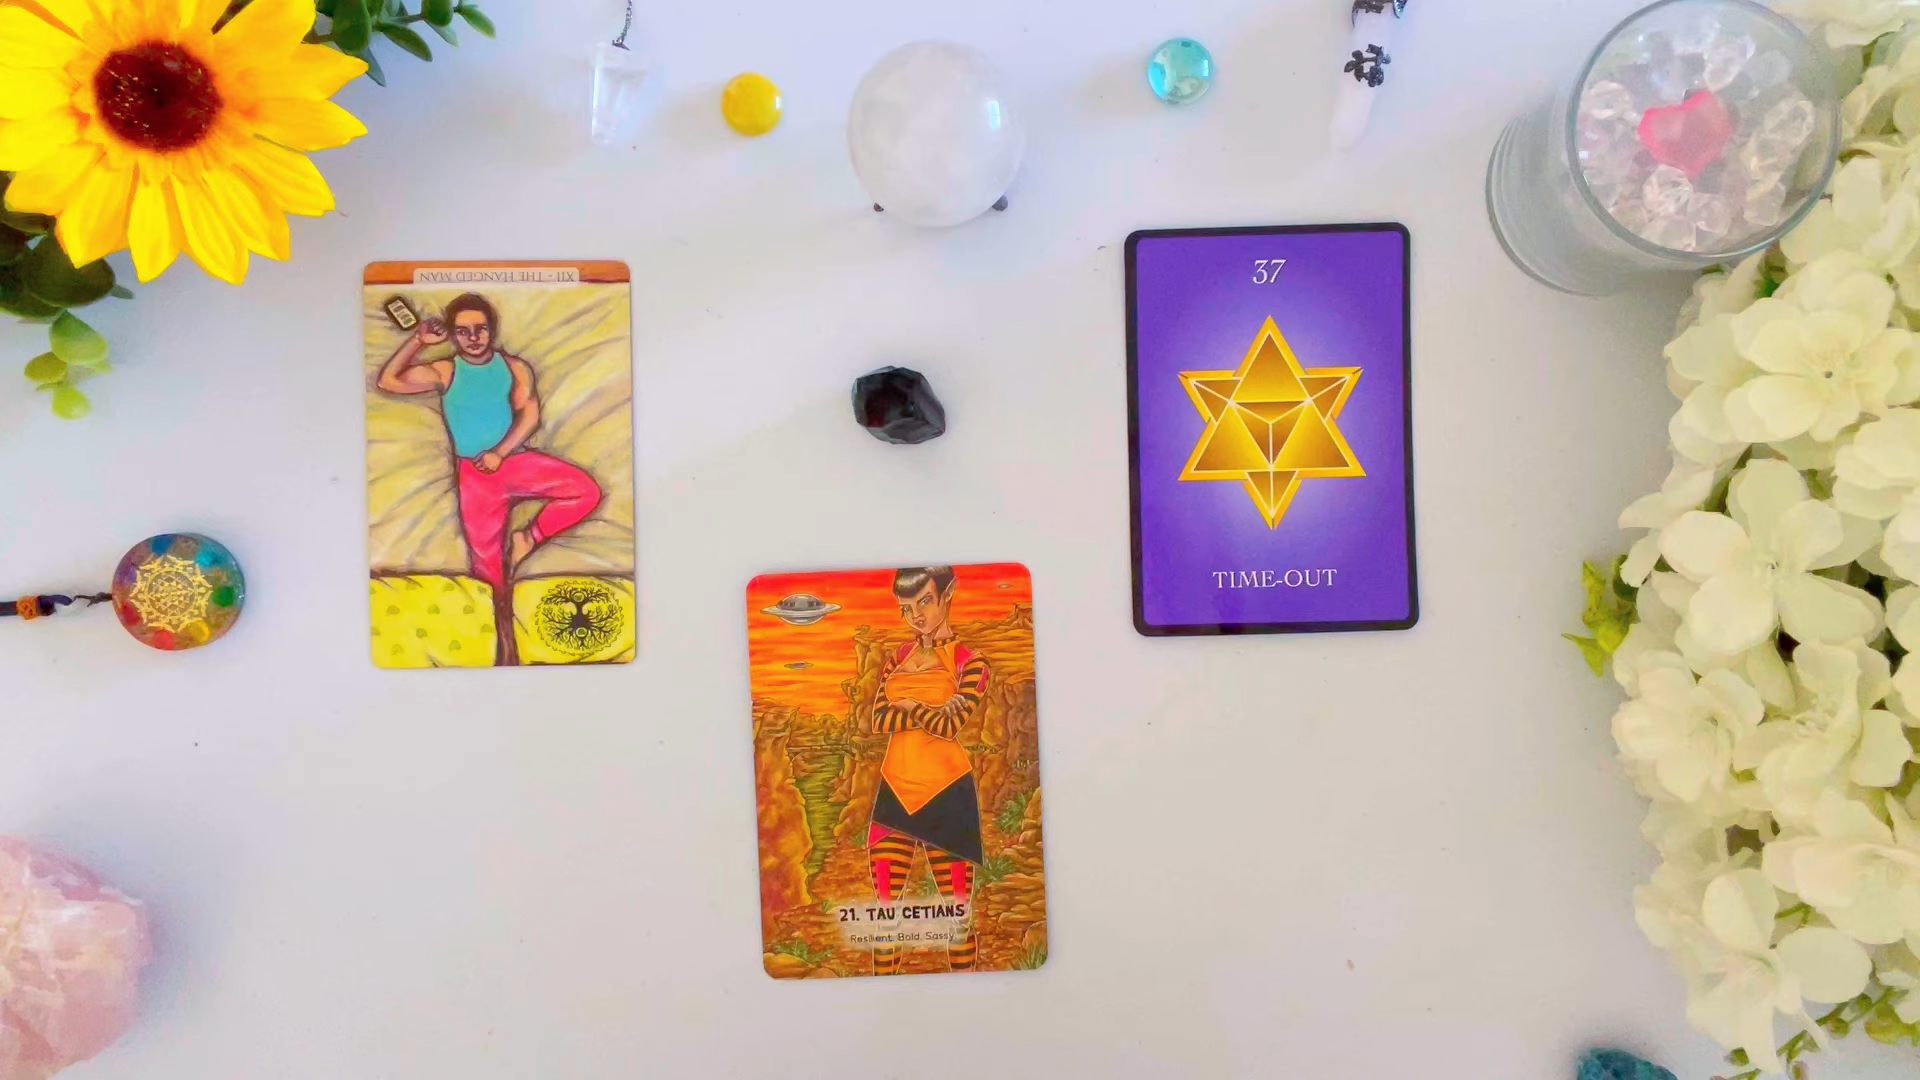 XII - THE HANGED MAN
37
TIME-OUT
21. TAU CETIANS
Resilient. Bold. Sassy.